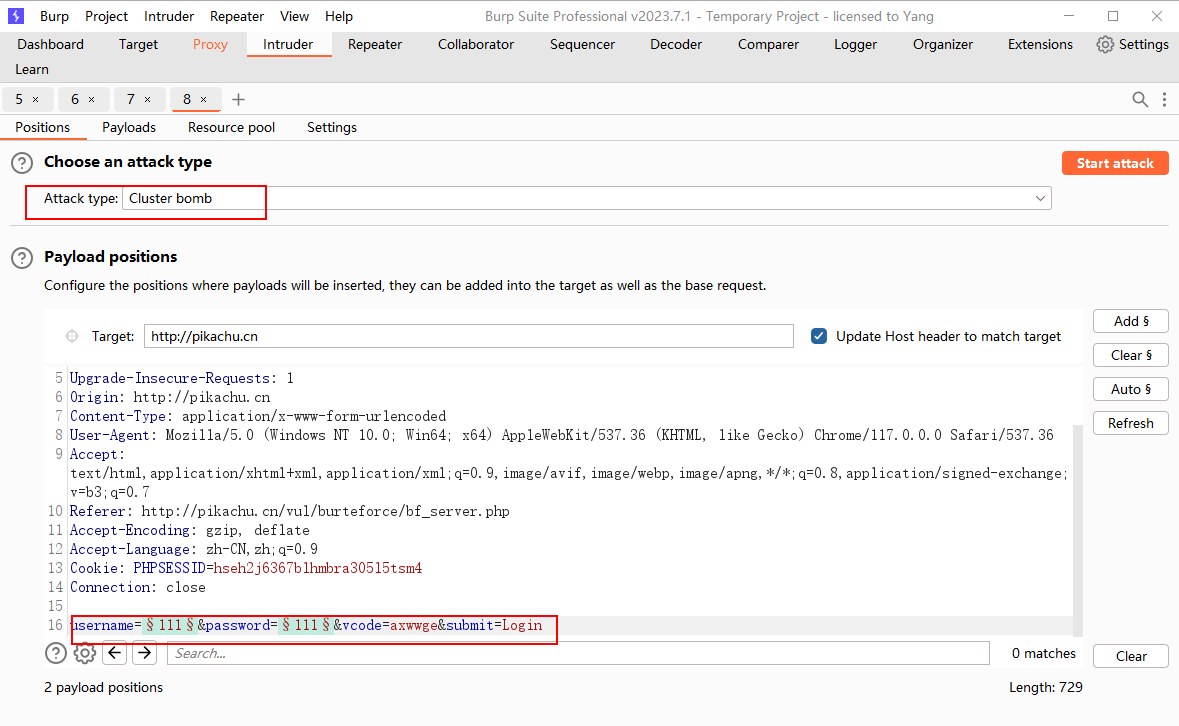 Burp Project Intruder Repeater View Help Burp Suite Professional v2023.7.1 - Temporary Project - licensed to Yang
Dashboard Target Proxy Intruder Repeater Collaborator Sequencer Decoder Comparer Logger Organizer Extensions Settings
Learn
5 × 6 × 7 × 8 × +
Positions Payloads Resource pool Settings
? Choose an attack type Start attack
Attack type: Cluster bomb
? Payload positions
Configure the positions where payloads will be inserted, they can be added into the target as well as the base request.
Target: http://pikachu.cn Update Host header to match target
Add §
Clear §
Auto §
Refresh
5 Upgrade-Insecure-Requests: 1
6 Origin: http://pikachu.cn
7 Content-Type: application/x-www-form-urlencoded
8 User-Agent: Mozilla/5.0 (Windows NT 10.0; Win64; x64) AppleWebKit/537.36 (KHTML, like Gecko) Chrome/117.0.0.0 Safari/537.36
9 Accept:
text/html,application/xhtml+xml,application/xml;q=0.9,image/avif,image/webp,image/apng,*/*;q=0.8,application/signed-exchange;
v=b3;q=0.7
10 Referer: http://pikachu.cn/vul/burteforce/bf_server.php
11 Accept-Encoding: gzip, deflate
12 Accept-Language: zh-CN,zh;q=0.9
13 Cookie: PHPSESSID=hseh2j6367blhmbra30515tsm4
14 Connection: close
15
16 username=§111§&password=§111§&vcode=axwwge&submit=Login
? Search... 0 matches Clear
2 payload positions Length: 729